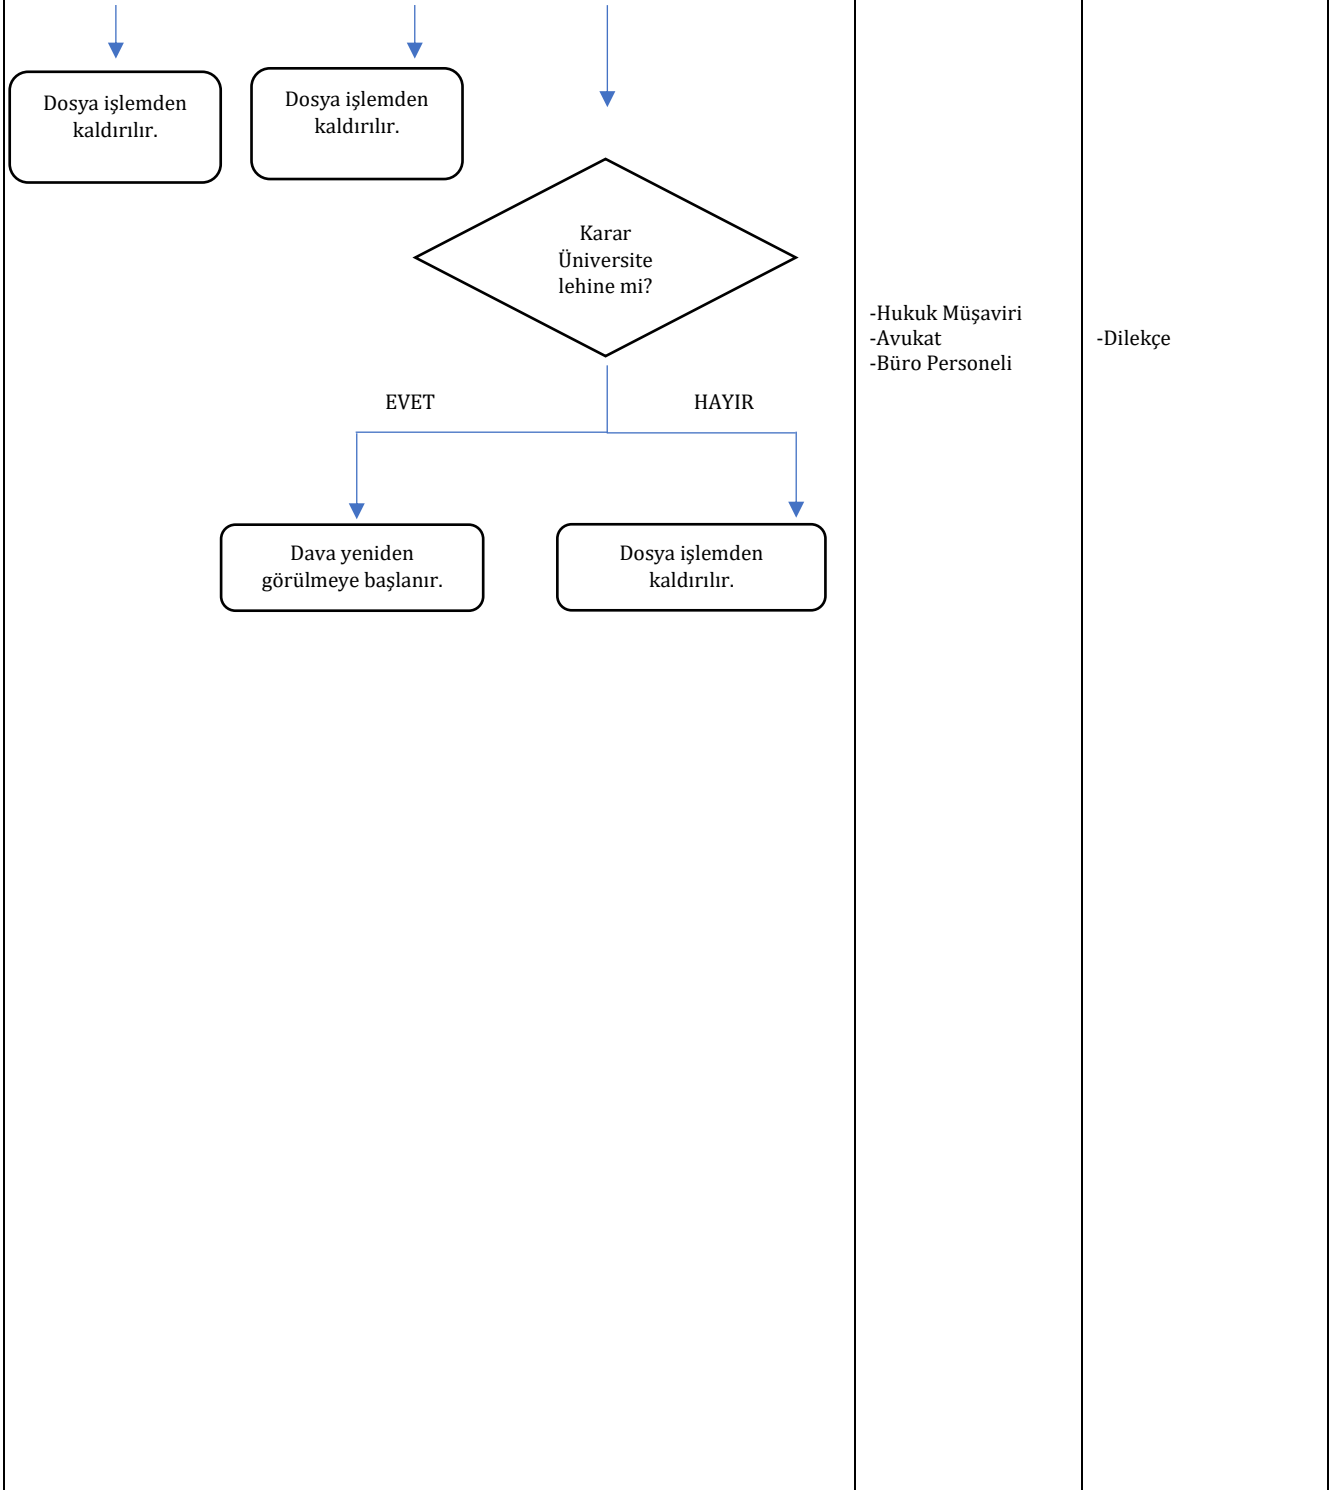 Dosya işlemden
kaldırılır.
Dosya işlemden
kaldırılır.
Karar
Üniversite
lehine mi?
-Hukuk Müşaviri
-Avukat
-Büro Personeli
-Dilekçe
EVET
HAYIR
Dava yeniden
görülmeye başlanır.
Dosya işlemden
kaldırılır.